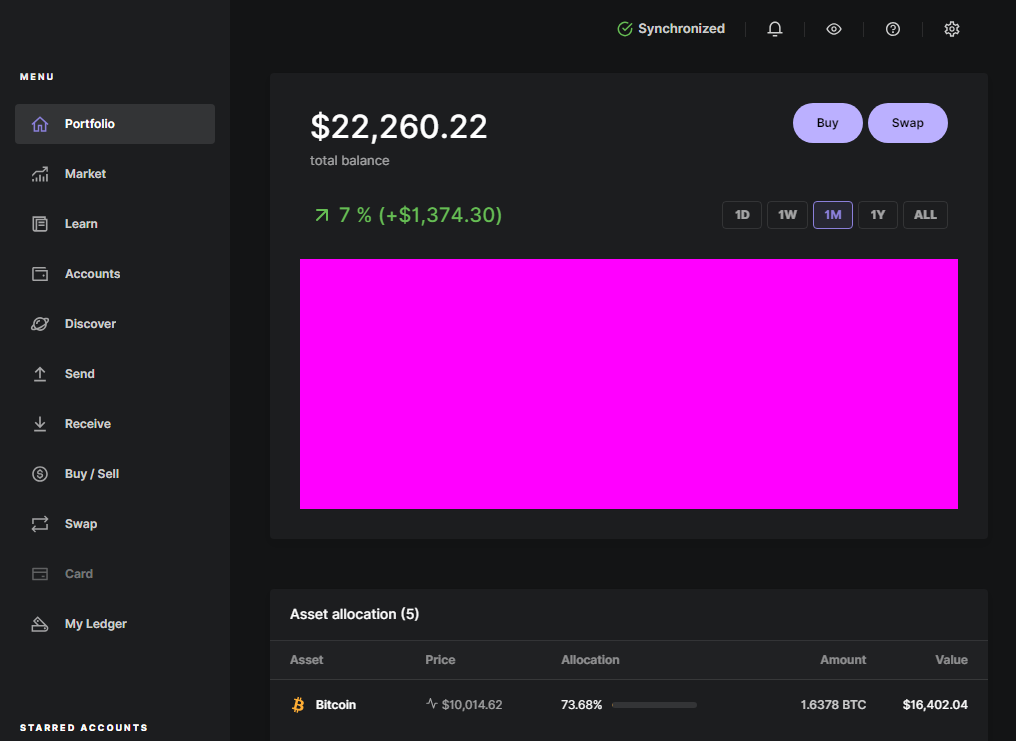 Synchronized
MENU
Portfolio
Market
Learn
Accounts
Discover
Send
Receive
Buy / Sell
Swap
Card
My Ledger
STARRED ACCOUNTS
$22,260.22
total balance
Buy Swap
7 % (+$1,374.30)
1D 1W 1M 1Y ALL
Asset allocation (5)
Asset Price Allocation Amount Value
Bitcoin $10,014.62 73.68% 1.6378 BTC $16,402.04